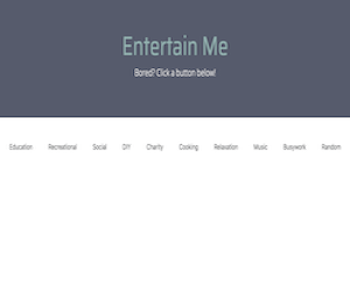 Entertain Me
Bored? Click a button below!
Education Recreational Social DIY Charity Cooking Relaxation Music Busywork Random